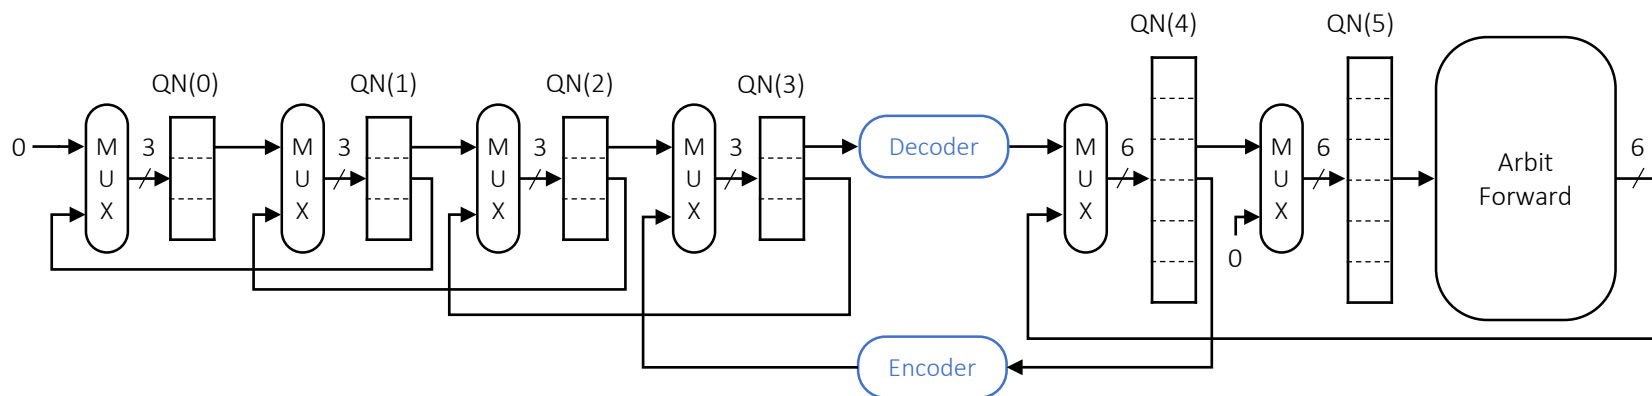 QN(4)
QN(5)
QN(0)
QN(1)
QN(2)
QN(3)
0
M
U
X
3
M
U
X
3
M
U
X
3
M
U
X
3
Decoder
M
U
X
6
M
U
X
6
0
Arbit
Forward
6
Encoder